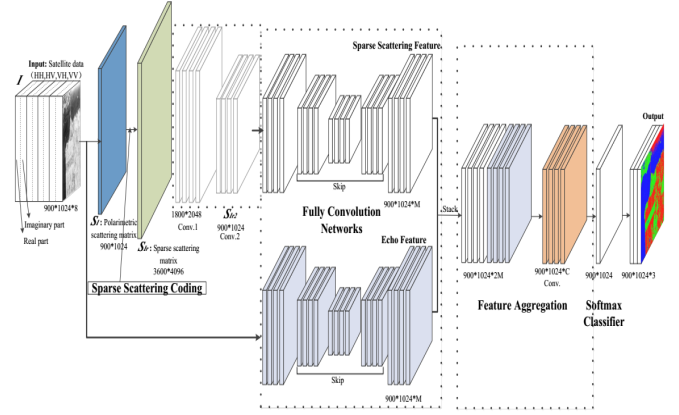 Input: Satellite data
(HH,HV,VH,VV)
I
900*1024*8
Imaginary part
Real part
Sr: Polarimetric
scattering matrix
900*1024
Sparse scattering
matrix
3600*4096
Sparse Scattering Coding
1800*2048
Conv.1
900*1024
Conv.2
Sparse Scattering Feature
Skip
900*1024*M
Fully Convolution
Networks
Echo Feature
Skip
900*1024*M
Stack
900*1024*2M
900*1024*C
Conv.
Feature Aggregation
900*1024
Softmax
Classifier
Output
900*1024*3